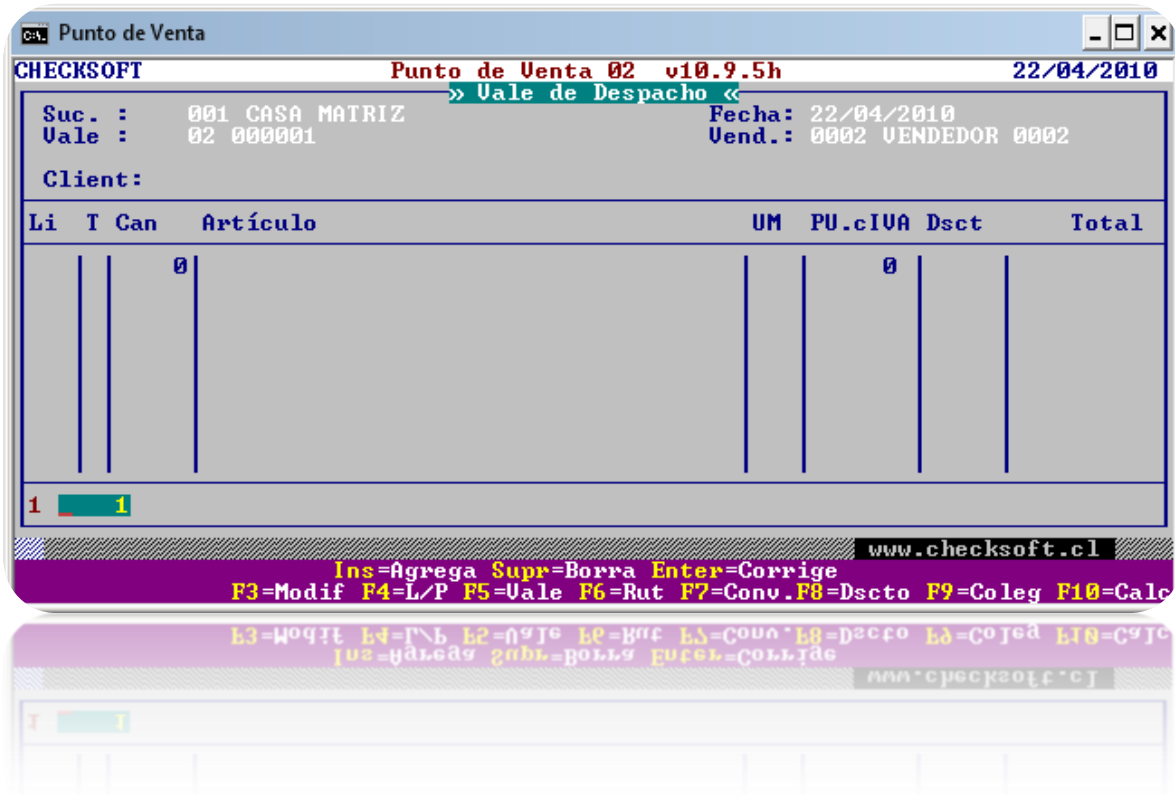 Punto de Venta
CHECKSOFT Punto de Venta 02 v10.9.5h 22/04/2010
» Vale de Despacho «
Suc. : 001 CASA MATRIZ Fecha: 22/04/2010
Vale : 02 000001 Vend.: 0002 VENDEDOR 0002
Client:
Li T Can Artículo UM PU.cIVA Dsct Total
0 0
1 1
www.checksoft.cl
Ins=Agrega Supr=Borra Enter=Corrige
F3=Modif F4=L/P F5=Vale F6=Rut F7=Conv.F8=Dscto F9=Coleg F10=Calc